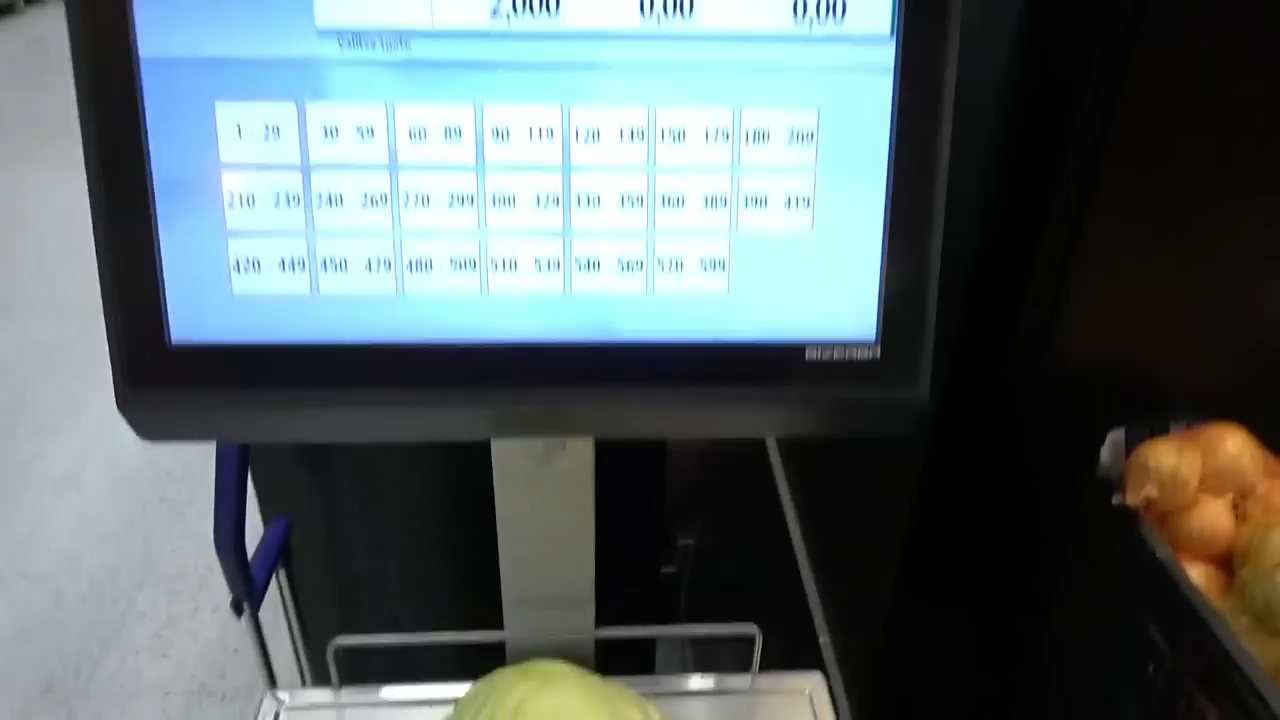 2,000 0,00 0,00
Valitse tuote
1 - 29 30 - 59 60 - 89 90 - 119 120 - 149 150 - 179 180 - 209
210 - 239 240 - 269 270 - 299 300 - 329 330 - 359 360 - 389 390 - 419
420 - 449 450 - 479 480 - 509 510 - 539 540 - 569 570 - 599